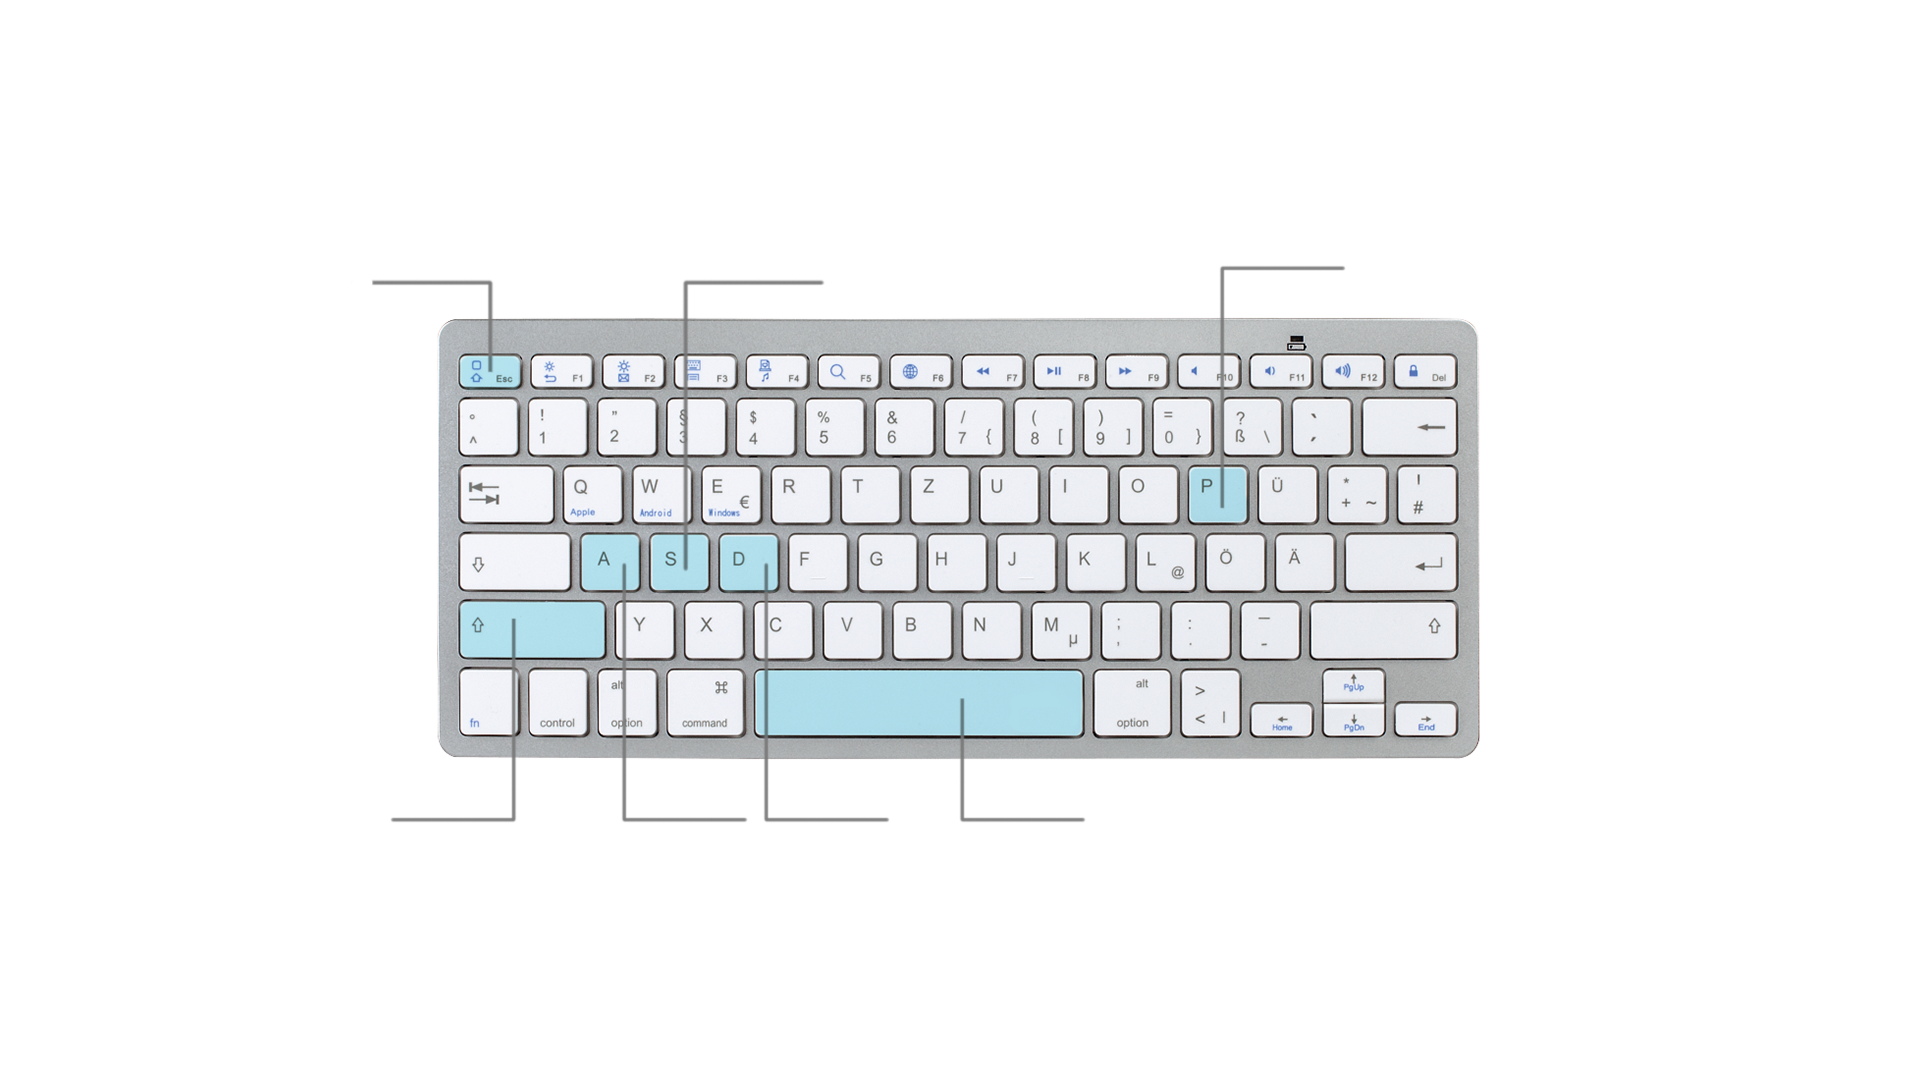 Esc F1 F2 F3 F4 F5 F6 F7 F8 F9 F10 F11 F12 Del
° ! " § $ % & / ( ) = ? `
^ 1 2 3 4 5 6 7 { 8 [ 9 ] 0 } ß \ ´
Q W E R T Z U I O P Ü * '
Apple Android Windows € + ~ #
A S D F G H J K L Ö Ä
@
Y X C V B N M ; : _
µ , . -
alt ⌘ alt > PgUp
fn control option command option < | Home PgDn End